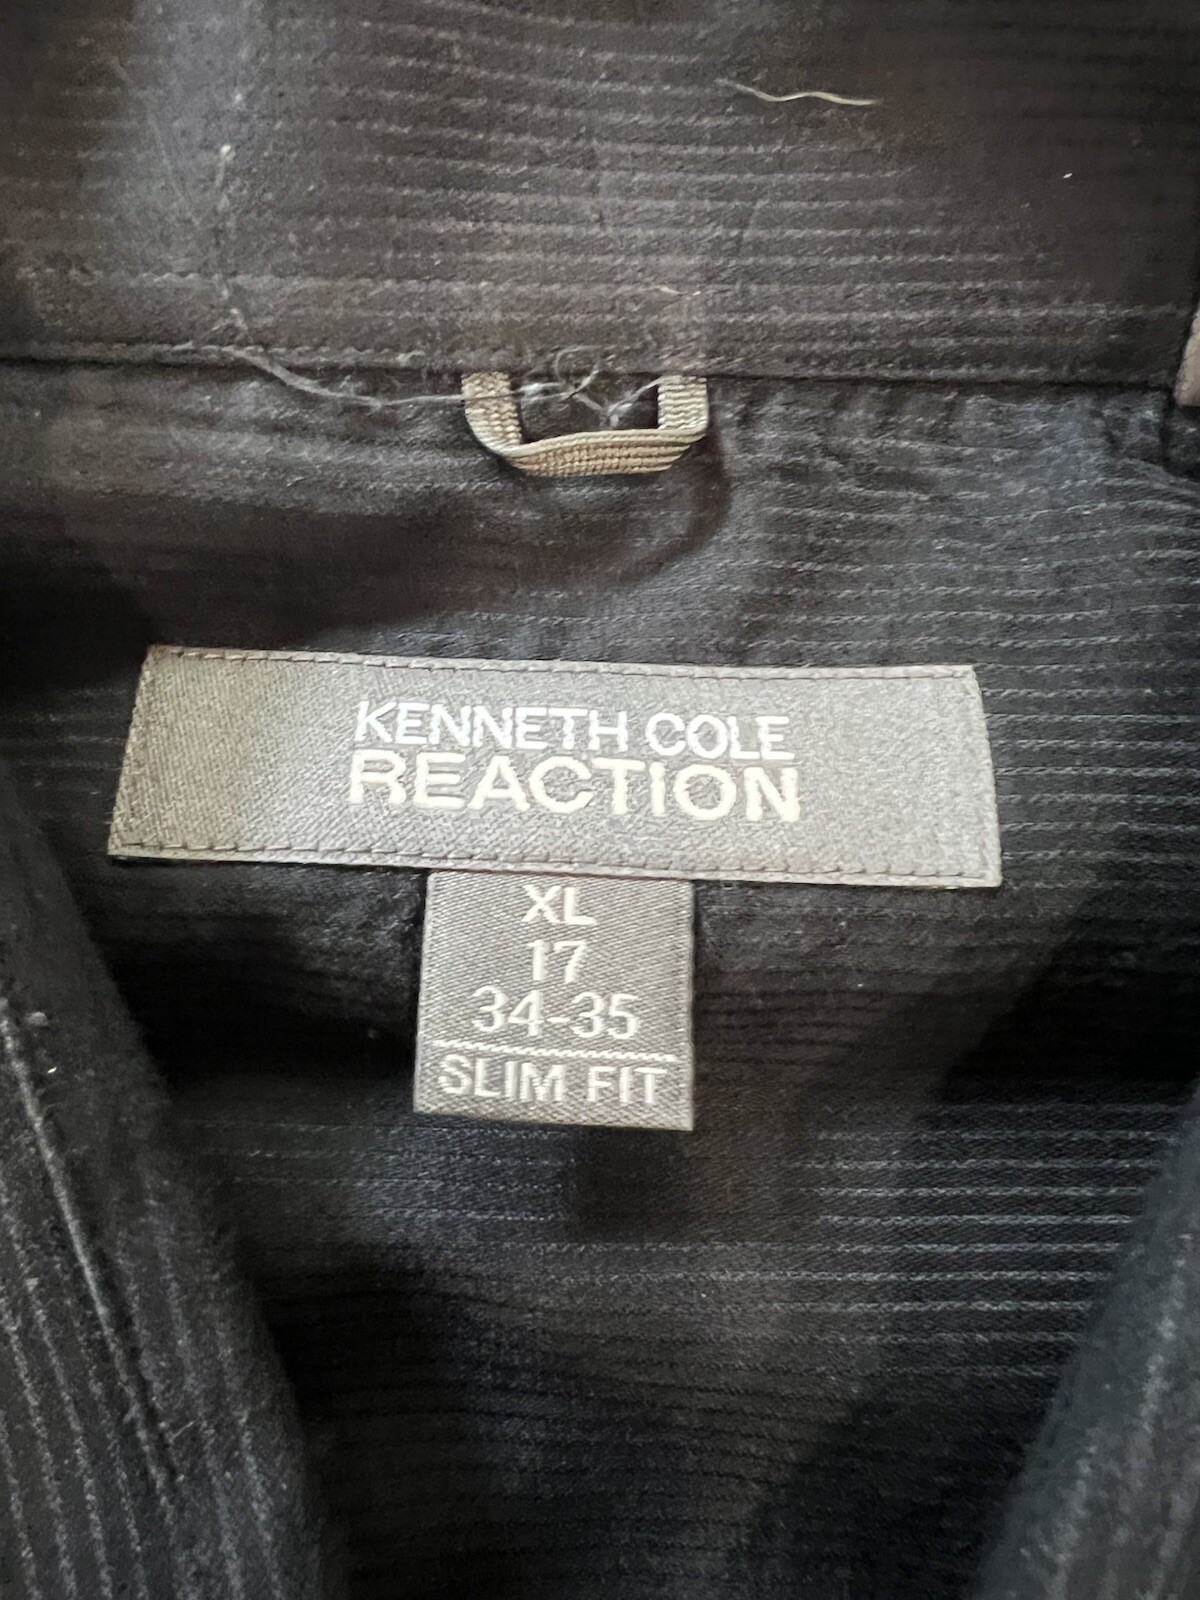 KENNETH COLE
REACTION
XL
17
34-35
SLIM FIT